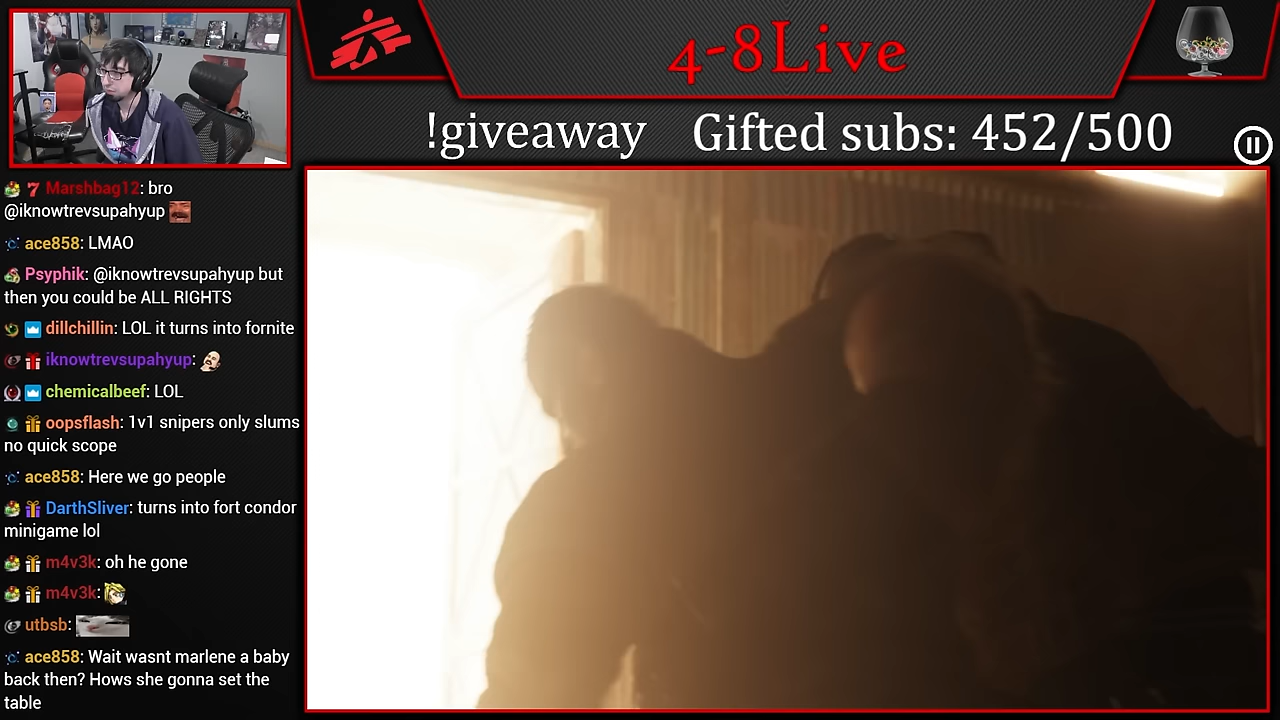 4-8Live
!giveaway Gifted subs: 452/500
Marshbag12: bro
@iknowtrevsupahyup
ace858: LMAO
Psyphik: @iknowtrevsupahyup but
then you could be ALL RIGHTS
dillchillin: LOL it turns into fornite
iknowtrevsupahyup:
chemicalbeef: LOL
oopsflash: 1v1 snipers only slums
no quick scope
ace858: Here we go people
DarthSliver: turns into fort condor
minigame lol
m4v3k: oh he gone
m4v3k:
utbsb:
ace858: Wait wasnt marlene a baby
back then? Hows she gonna set the
table